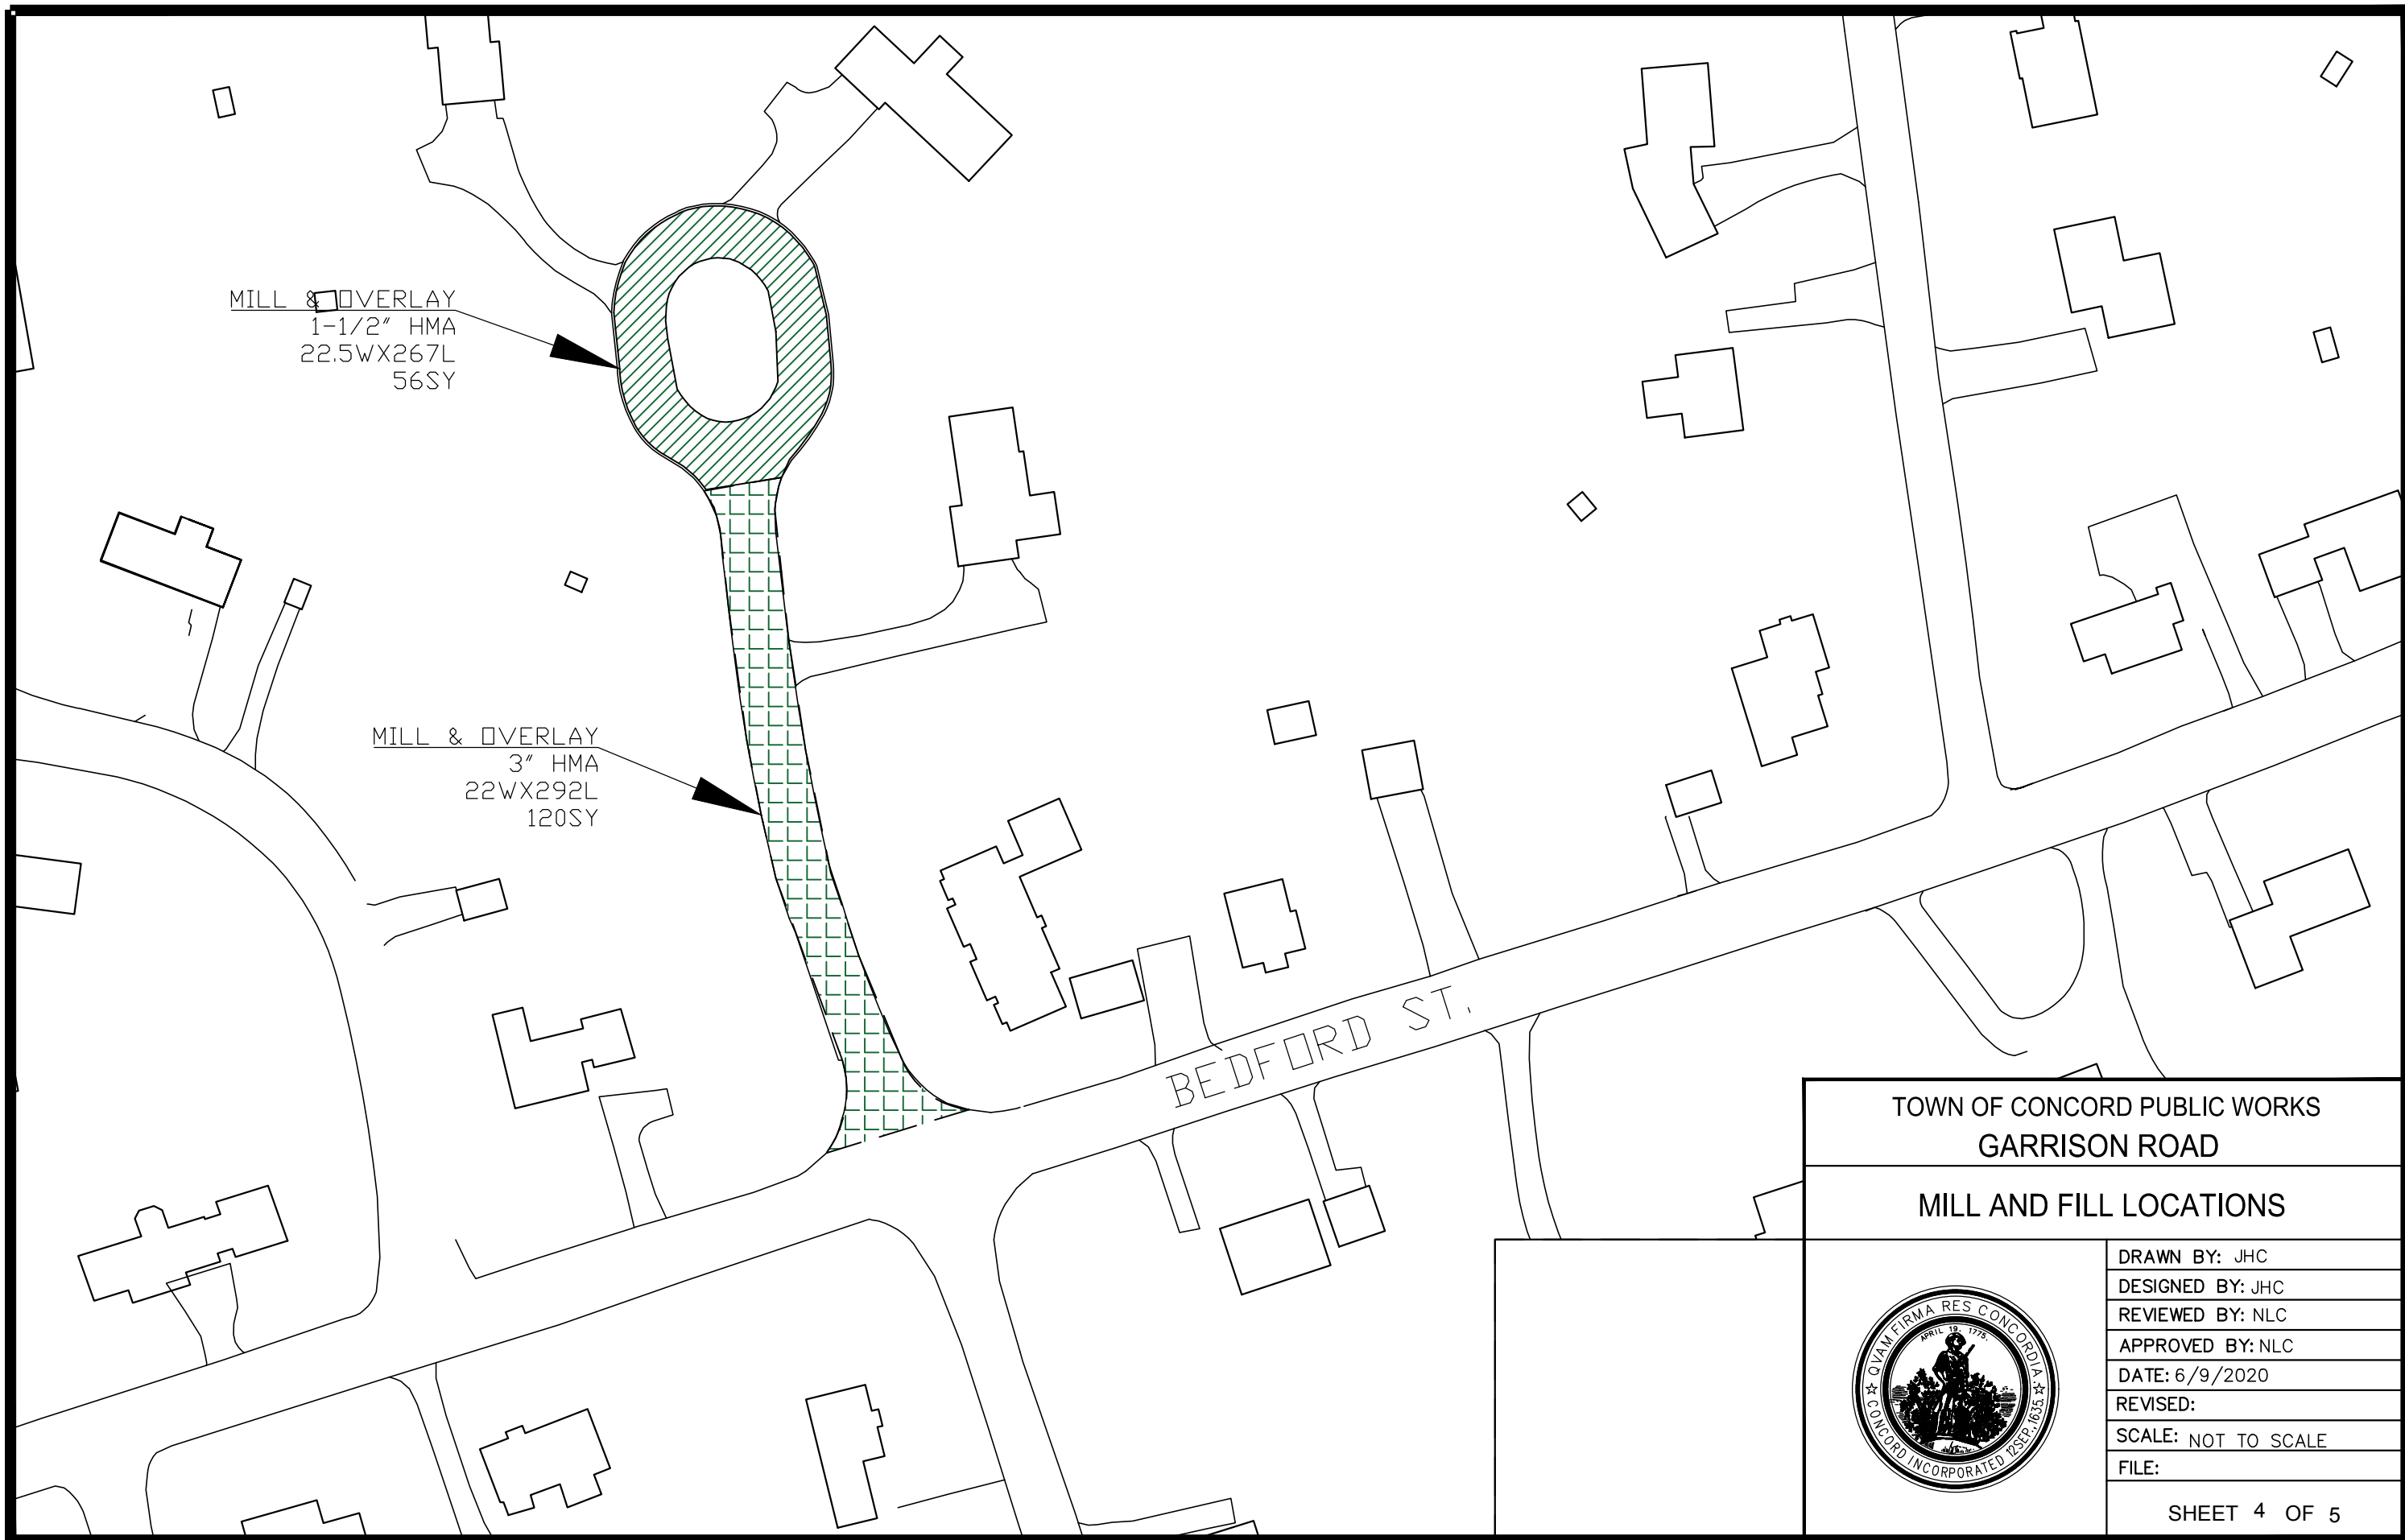 MILL & OVERLAY
1-1/2" HMA
22.5WX267L
56SY
MILL & OVERLAY
3" HMA
22WX292L
120SY
BEDFORD ST.
TOWN OF CONCORD PUBLIC WORKS
GARRISON ROAD
MILL AND FILL LOCATIONS
QVAM FIRMA RES CONCORDIA
APRIL 19, 1775.
CONCORD INCORPORATED 12SEP.,1635.
DRAWN BY: JHC
DESIGNED BY: JHC
REVIEWED BY: NLC
APPROVED BY: NLC
DATE: 6/9/2020
REVISED:
SCALE: NOT TO SCALE
FILE:
SHEET 4 OF 5